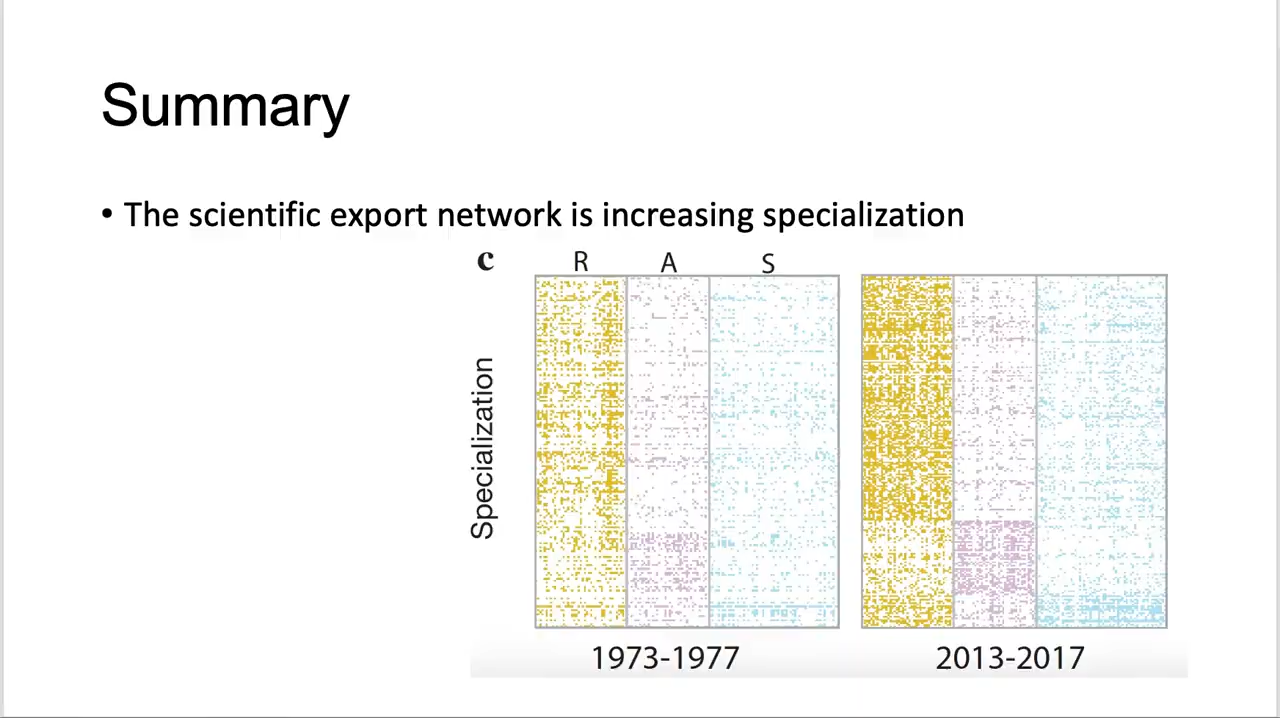 Summary
• The scientific export network is increasing specialization
c R A S
Specialization
1973-1977 2013-2017